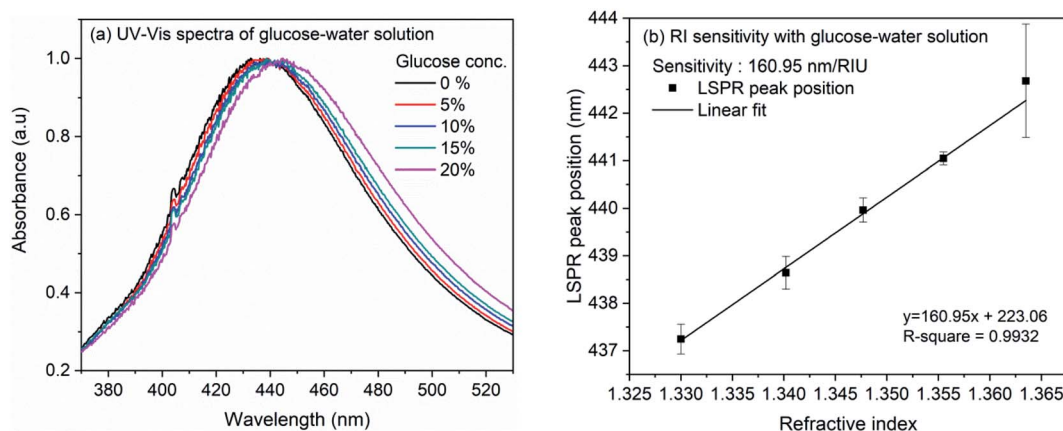 (a) UV-Vis spectra of glucose-water solution
Glucose conc.
0 %
5%
10%
15%
20%
1.0
0.8
0.6
0.4
0.2
Absorbance (a.u)
380 400 420 440 460 480 500 520
Wavelength (nm)
(b) RI sensitivity with glucose-water solution
Sensitivity : 160.95 nm/RIU
LSPR peak position
Linear fit
444
443
442
441
440
439
438
437
LSPR peak position (nm)
y=160.95x + 223.06
R-square = 0.9932
1.325 1.330 1.335 1.340 1.345 1.350 1.355 1.360 1.365
Refractive index